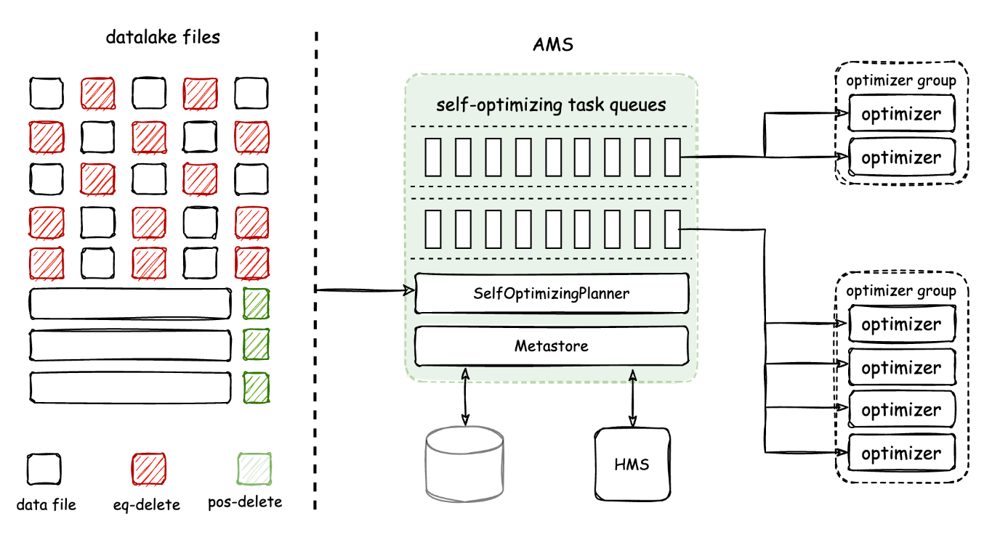 datalake files
data file
eq-delete
pos-delete
AMS
self-optimizing task queues
SelfOptimizingPlanner
Metastore
HMS
optimizer group
optimizer
optimizer
optimizer group
optimizer
optimizer
optimizer
optimizer